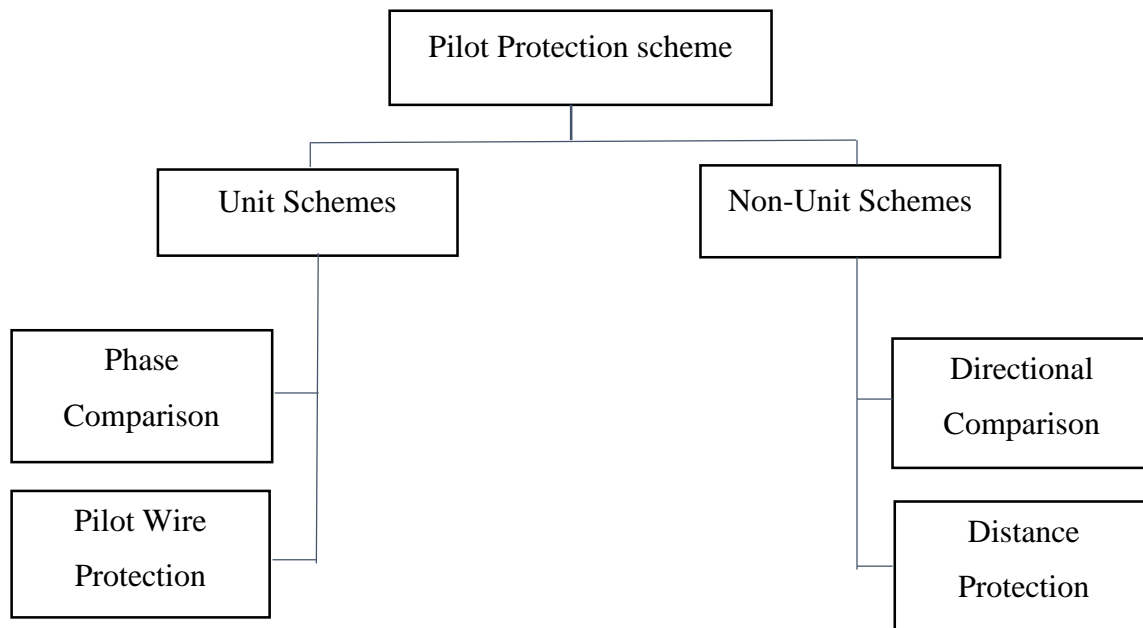 Pilot Protection scheme
Unit Schemes
Non-Unit Schemes
Phase
Comparison
Directional
Comparison
Pilot Wire
Protection
Distance
Protection